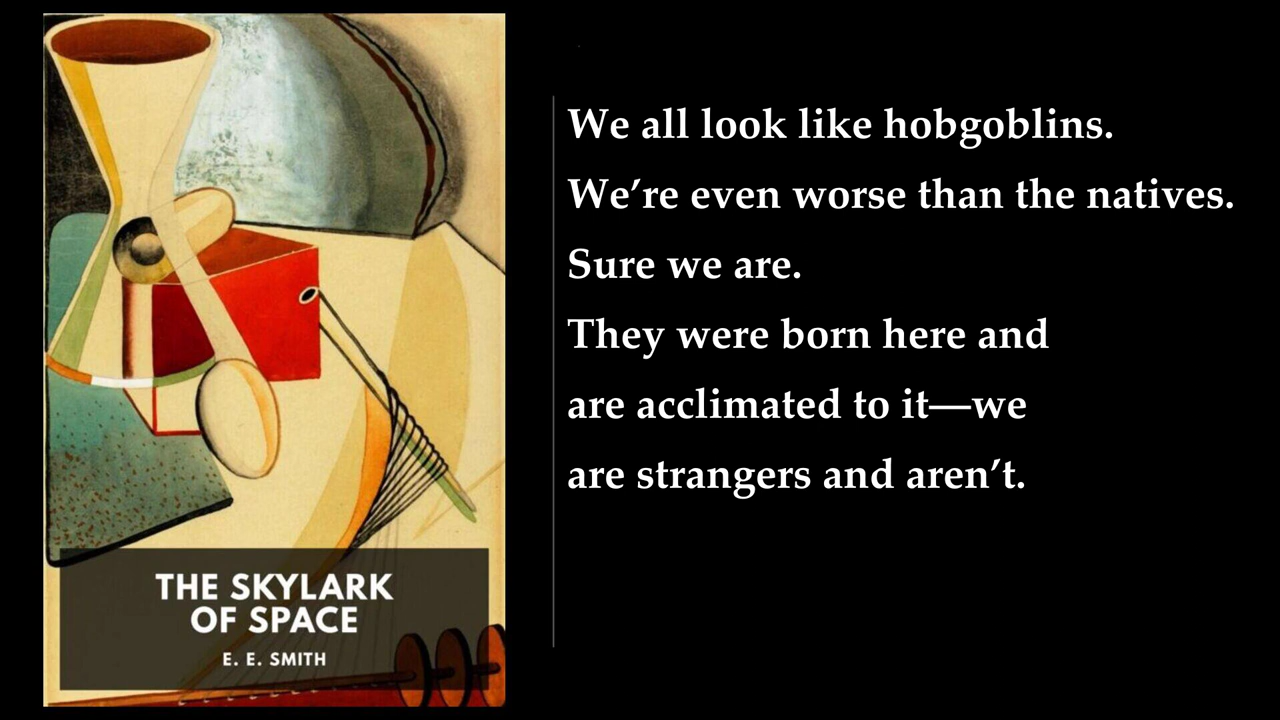 THE SKYLARK
OF SPACE
E. E. SMITH
We all look like hobgoblins.
We’re even worse than the natives.
Sure we are.
They were born here and
are acclimated to it—we
are strangers and aren’t.